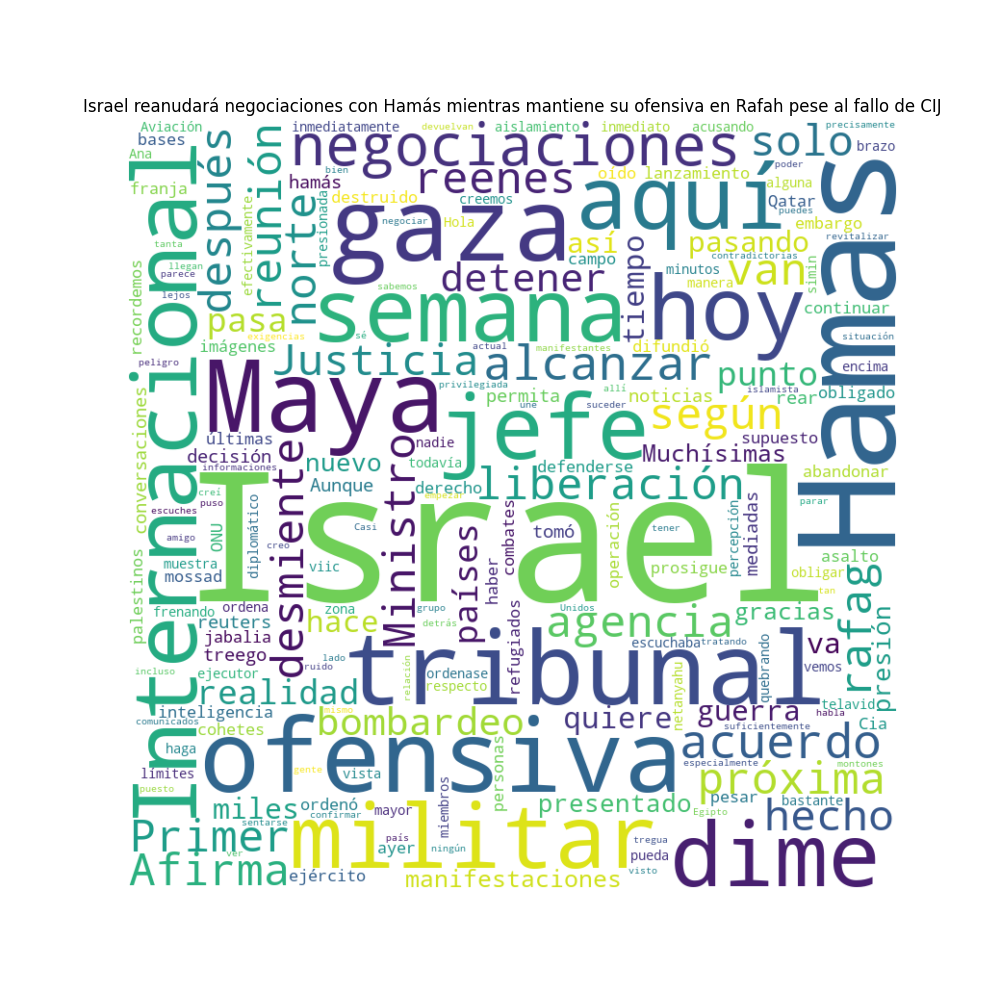 Israel reanudará negociaciones con Hamás mientras mantiene su ofensiva en Rafah pese al fallo de CIJ
Aviación
bases
Ana
franja
Internacional
después
reunión
inmediatamente
devuelvan
aislamiento
inmediato
acusando
precisamente
negociaciones
solo
brazo
poder
bien
hamás
norte
destruido
reenes
creemos
oído
lanzamiento
alguna
Qatar
puedes
embargo
revitalizar
gaza
negociar
Hola
aquí
Hamas
presionada
efectivamente
tanta
llegan
parece
lejos
recordemos
así
campo
pasando
contradictorias
detener
tiempo
minutos
van
manera
simin
continuar
semana
sabemos
hoy
pasa
imágenes
exigencias
sé
actual
manifestantes
difundió
situación
peligro
Justicia
alcanzar
punto
encima
privilegiada
allí
permita
noticias
islamista
rear
obligado
Maya
jefe
une
suceder
según
conversaciones
últimas
decisión
informaciones
nadie
supuesto
Muchísimas
nuevo
todavía
defenderse
abandonar
creí
escuches
puso
Aunque
derecho
empezar
liberación
parar
ONU
amigo
diplomático
desmiente
Ministro
Casi
creo
Israel
países
combates
tomó
operación
tener
percepción
mediadas
asalto
palestinos
muestra
mossad
viic
haber
prosigue
obligar
tan
frenando
ordena
zona
grupo
Unidos
hace
detrás
agencia
gracias
rafag
presión
reuters
jabalia
treego
ruido
lado
tribunal
refugiados
escuchaba
tratando
va
incluso
ejecutor
relación
ordenase
respecto
netanyahu
quebrando
vemos
realidad
inteligencia
comunicados
mismo
bombardeo
quiere
guerra
habla
telavid
suficientemente
Cia
cohetes
haga
ofensiva
acuerdo
límites
gente
vista
personas
especialmente
montones
próxima
puesto
miles
ordenó
mayor
miembros
presentado
Egipto
pesar
bastante
hecho
sentarse
confirmar
Primer
ver
militar
país
ayer
ningún
tregua
pueda
visto
dime
Afirma
ejército
manifestaciones